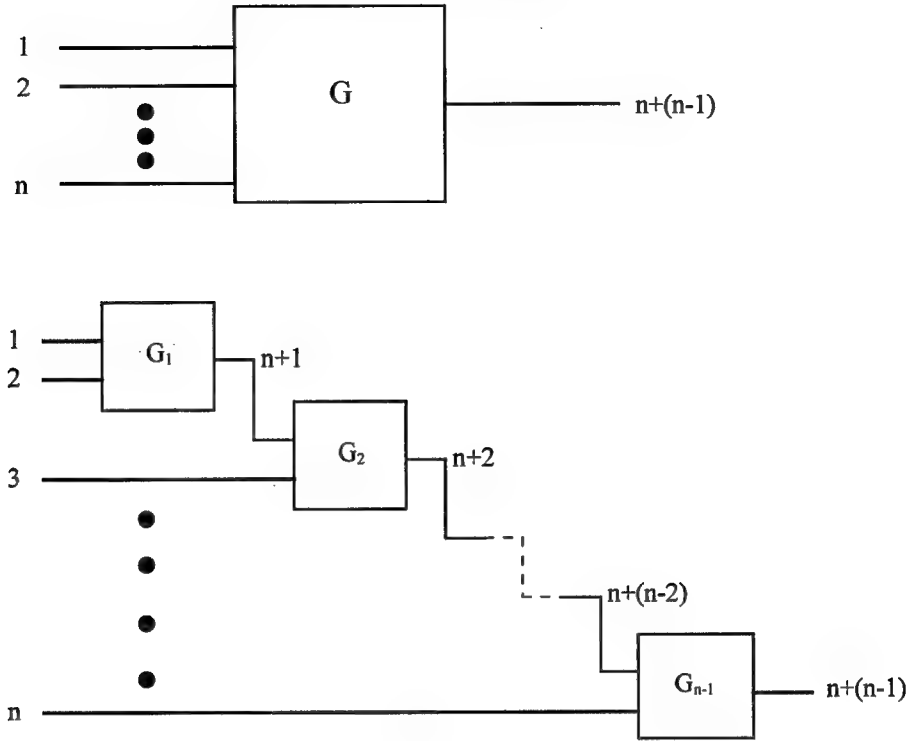 1
2
G
n+(n-1)
n
1
G₁
n+1
2
G₂
n+2
3
n+(n-2)
Gₙ₋₁
n+(n-1)
n